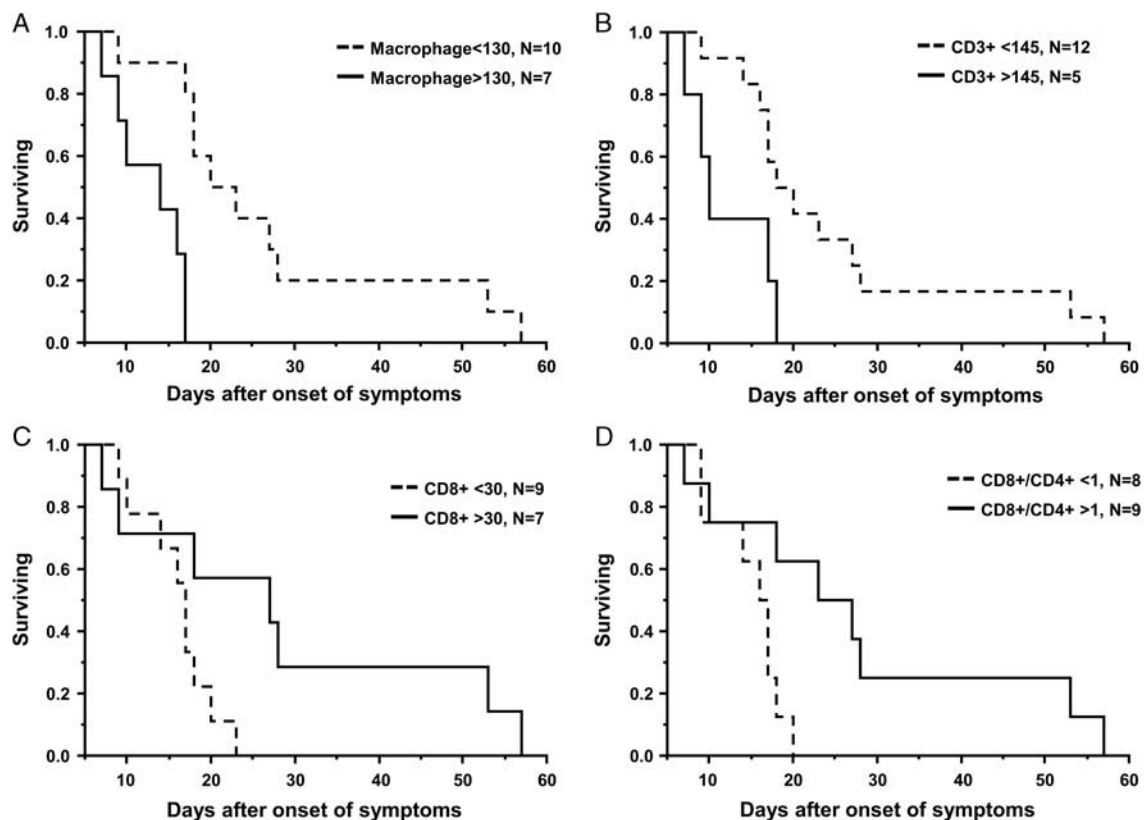 A
Macrophage<130, N=10
Macrophage>130, N=7
Surviving
1.0
0.8
0.6
0.4
0.2
0.0
10 20 30 40 50 60
Days after onset of symptoms
B
CD3+ <145, N=12
CD3+ >145, N=5
Surviving
1.0
0.8
0.6
0.4
0.2
0.0
10 20 30 40 50 60
Days after onset of symptoms
C
CD8+ <30, N=9
CD8+ >30, N=7
Surviving
1.0
0.8
0.6
0.4
0.2
0.0
10 20 30 40 50 60
Days after onset of symptoms
D
CD8+/CD4+ <1, N=8
CD8+/CD4+ >1, N=9
Surviving
1.0
0.8
0.6
0.4
0.2
0.0
10 20 30 40 50 60
Days after onset of symptoms